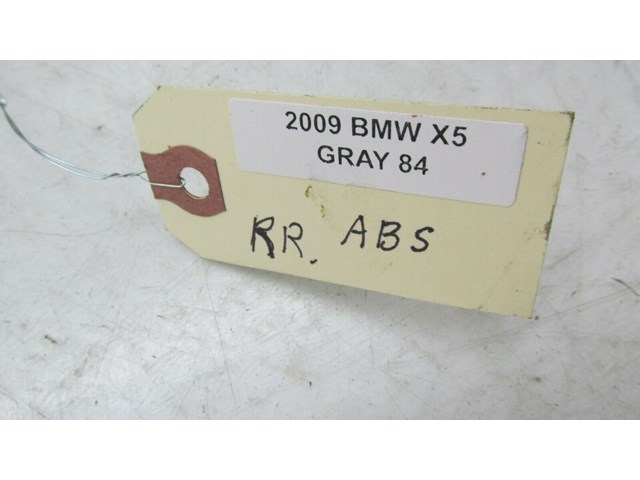 2009 BMW X5
GRAY 84
RR. ABS